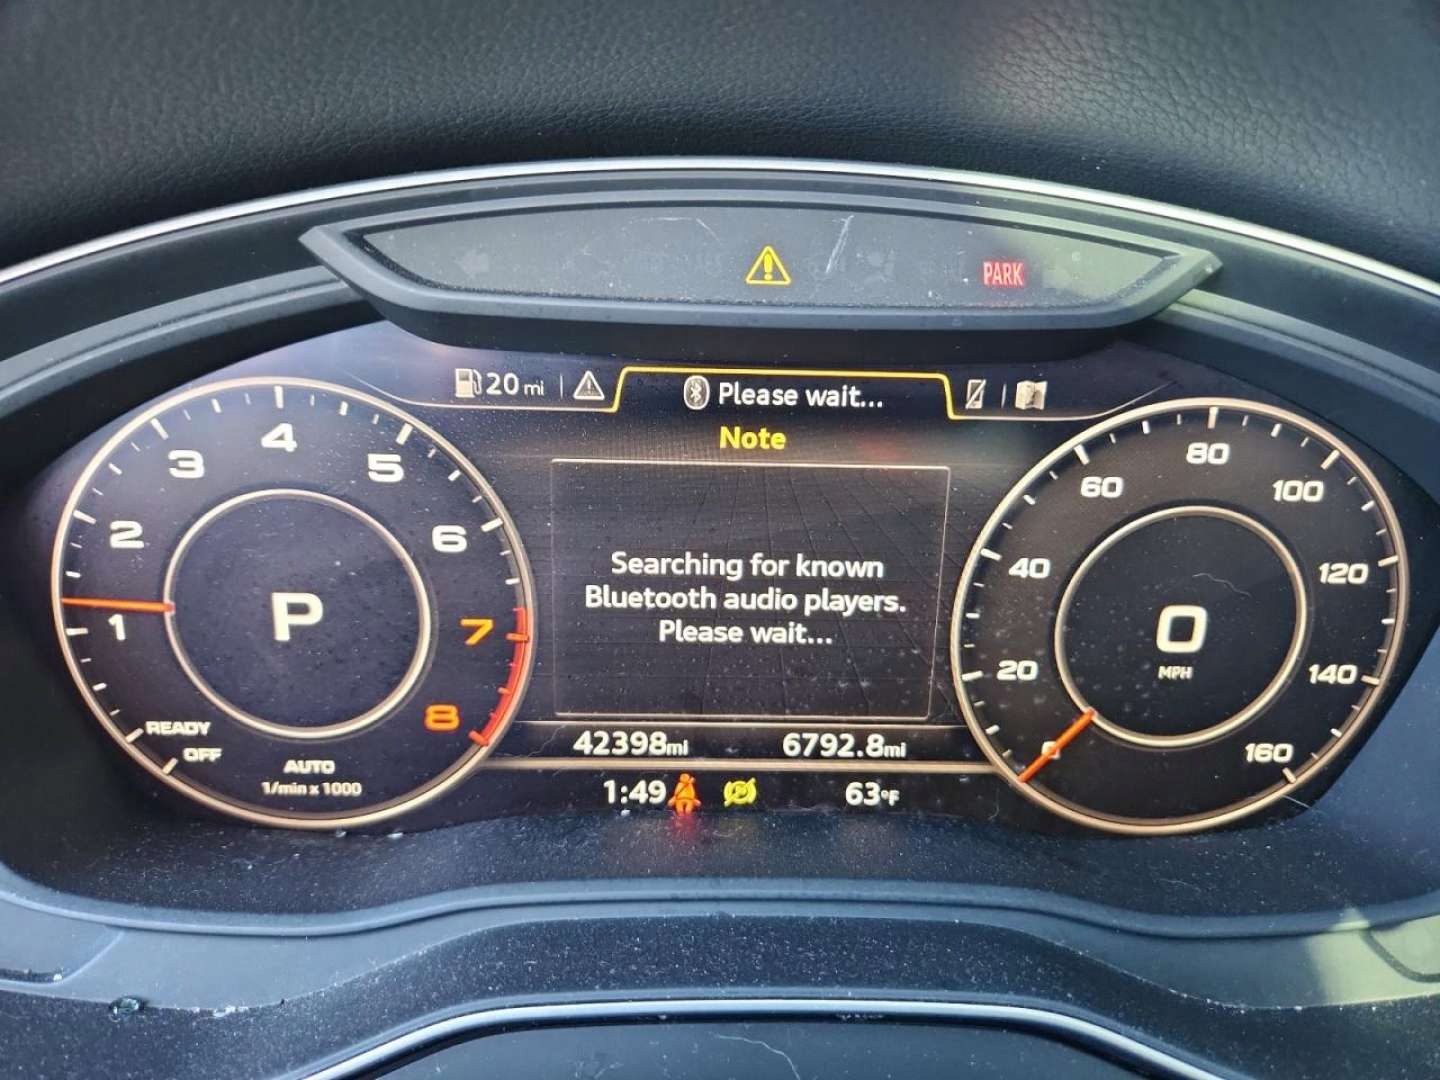 PARK
20 mi
Please wait...
Note
Searching for known
Bluetooth audio players.
Please wait...
42398mi
6792.8mi
1:49
63°F
READY
OFF
1
2
3
4
5
6
7
8
P
AUTO
1/min x 1000
0
20
40
60
80
100
120
140
160
0
MPH